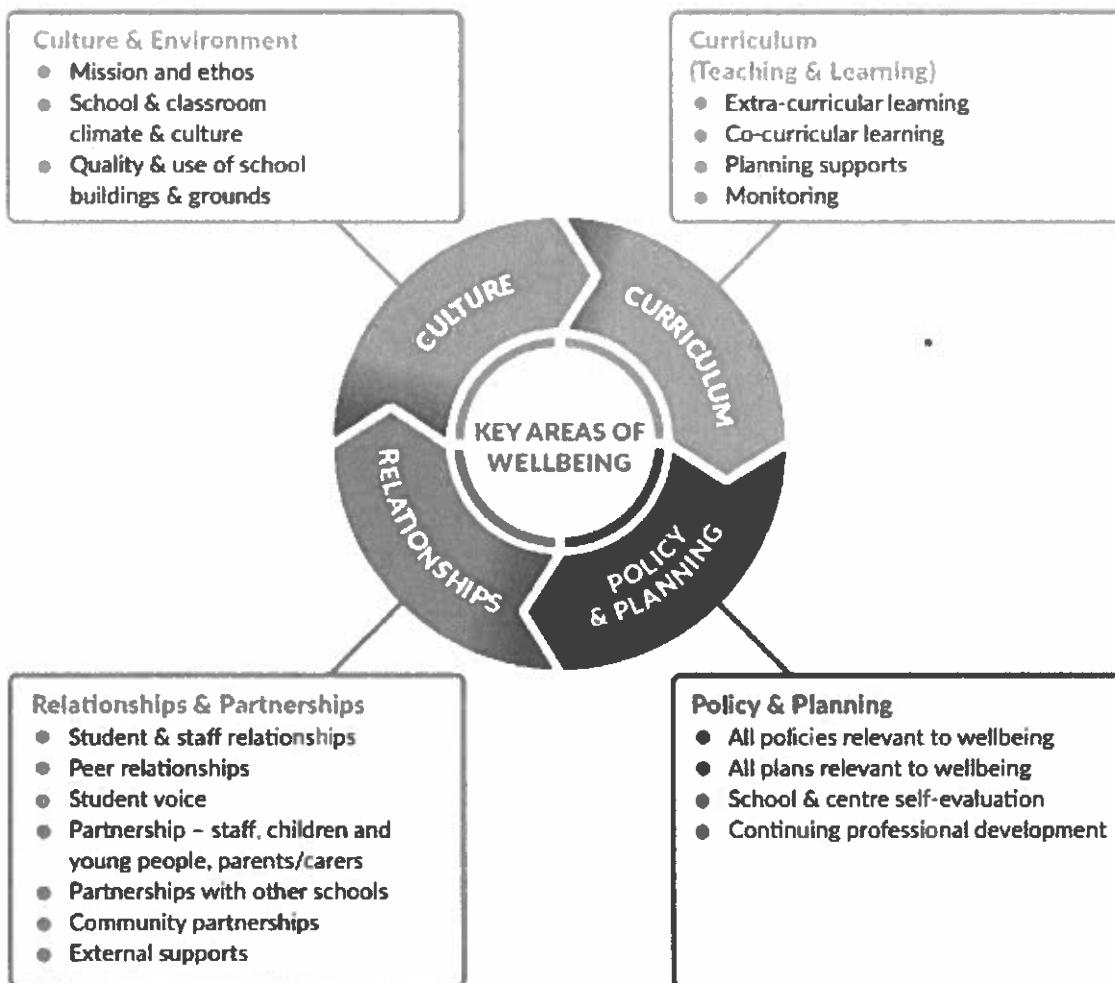 Culture & Environment
Mission and ethos
School & classroom
climate & culture
Quality & use of school
buildings & grounds
Curriculum
(Teaching & Learning)
Extra-curricular learning
Co-curricular learning
Planning supports
Monitoring
CULTURE
CURRICULUM
KEY AREAS OF
WELLBEING
RELATIONSHIPS
POLICY
& PLANNING
Relationships & Partnerships
Student & staff relationships
Peer relationships
Student voice
Partnership – staff, children and
young people, parents/carers
Partnerships with other schools
Community partnerships
External supports
Policy & Planning
All policies relevant to wellbeing
All plans relevant to wellbeing
School & centre self-evaluation
Continuing professional development